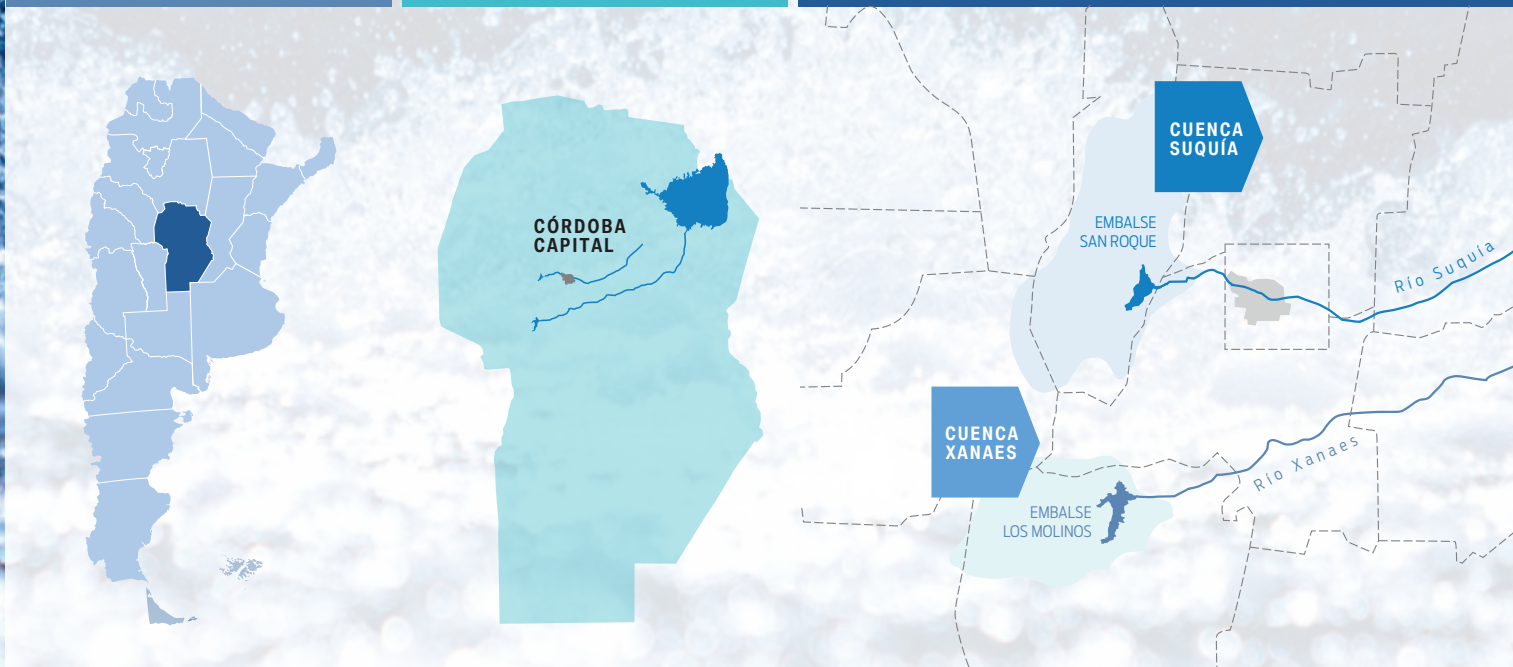 CÓRDOBA
CAPITAL
CUENCA
SUQUÍA
EMBALSE
SAN ROQUE
Río Suquía
CUENCA
XANAES
Río Xanaes
EMBALSE
LOS MOLINOS